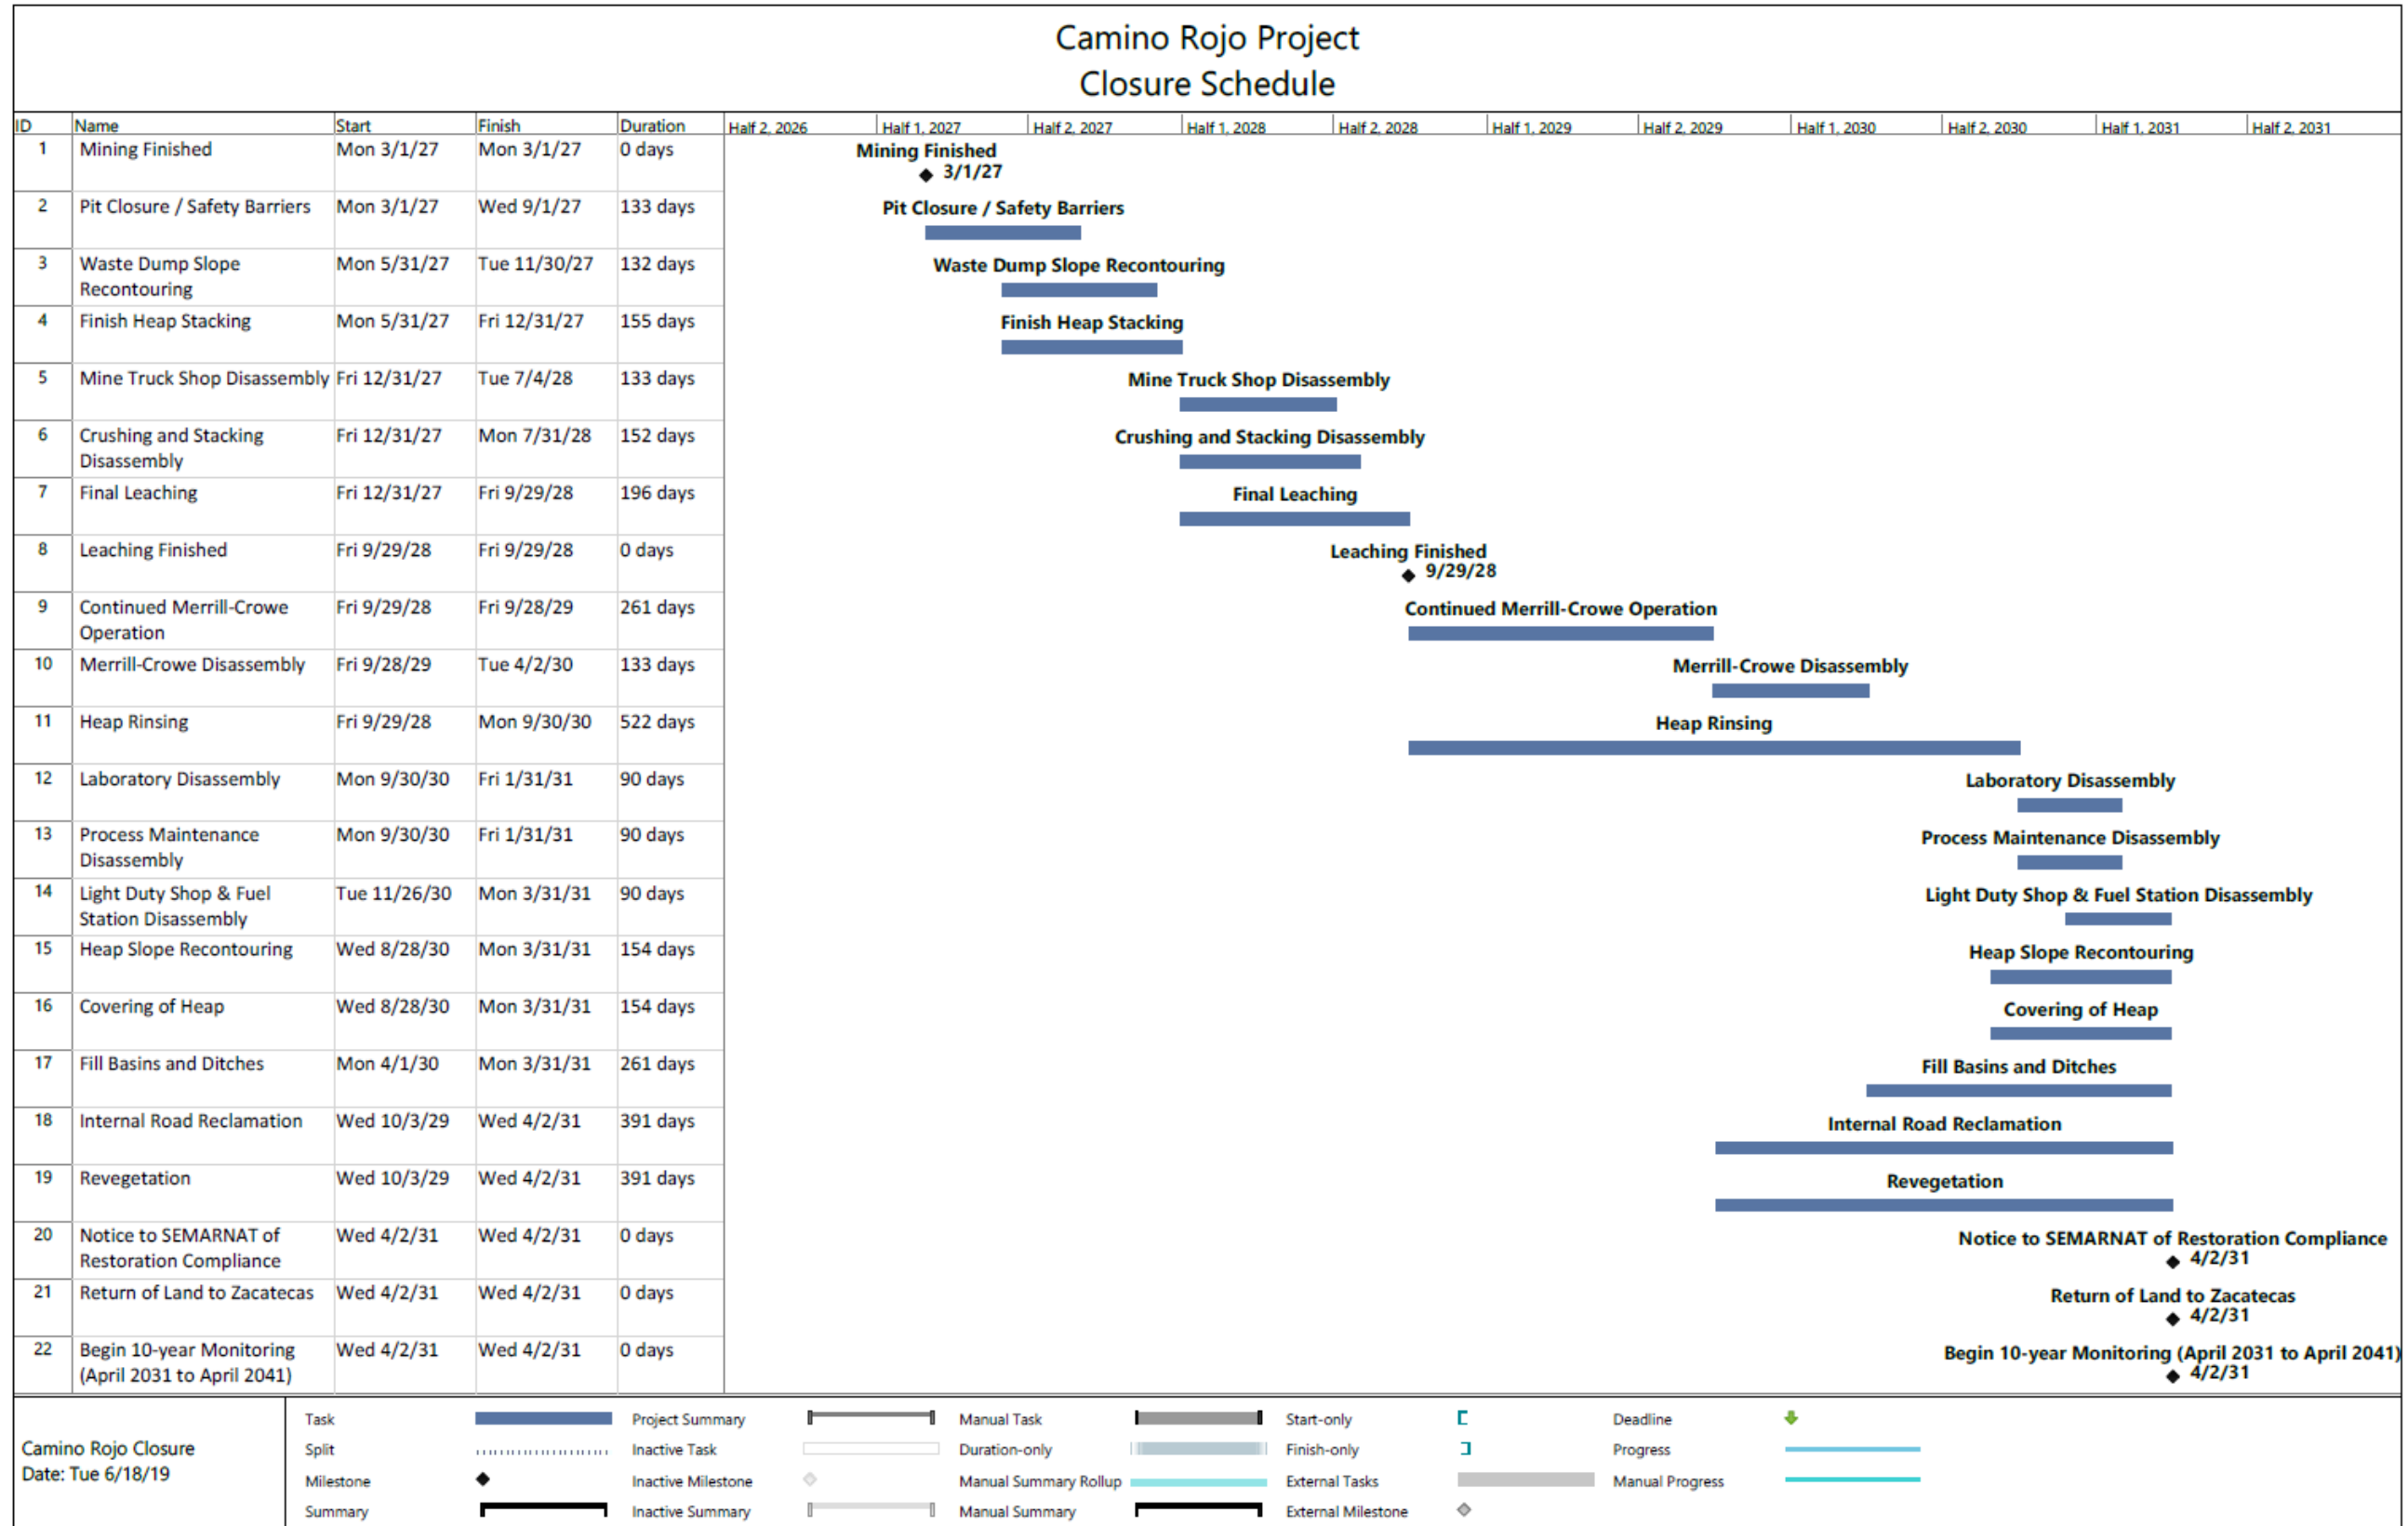 Camino Rojo Project
Closure Schedule
ID Name Start Finish Duration Half 2, 2026 Half 1, 2027 Half 2, 2027 Half 1, 2028 Half 2, 2028 Half 1, 2029 Half 2, 2029 Half 1, 2030 Half 2, 2030 Half 1, 2031 Half 2, 2031
1 Mining Finished Mon 3/1/27 Mon 3/1/27 0 days Mining Finished
3/1/27
2 Pit Closure / Safety Barriers Mon 3/1/27 Wed 9/1/27 133 days Pit Closure / Safety Barriers
3 Waste Dump Slope Mon 5/31/27 Tue 11/30/27 132 days Waste Dump Slope Recontouring
Recontouring
4 Finish Heap Stacking Mon 5/31/27 Fri 12/31/27 155 days Finish Heap Stacking
5 Mine Truck Shop Disassembly Fri 12/31/27 Tue 7/4/28 133 days Mine Truck Shop Disassembly
6 Crushing and Stacking Fri 12/31/27 Mon 7/31/28 152 days Crushing and Stacking Disassembly
Disassembly
7 Final Leaching Fri 12/31/27 Fri 9/29/28 196 days Final Leaching
8 Leaching Finished Fri 9/29/28 Fri 9/29/28 0 days Leaching Finished
9/29/28
9 Continued Merrill-Crowe Fri 9/29/28 Fri 9/28/29 261 days Continued Merrill-Crowe Operation
Operation
10 Merrill-Crowe Disassembly Fri 9/28/29 Tue 4/2/30 133 days Merrill-Crowe Disassembly
11 Heap Rinsing Fri 9/29/28 Mon 9/30/30 522 days Heap Rinsing
12 Laboratory Disassembly Mon 9/30/30 Fri 1/31/31 90 days Laboratory Disassembly
13 Process Maintenance Mon 9/30/30 Fri 1/31/31 90 days Process Maintenance Disassembly
Disassembly
14 Light Duty Shop & Fuel Tue 11/26/30 Mon 3/31/31 90 days Light Duty Shop & Fuel Station Disassembly
Station Disassembly
15 Heap Slope Recontouring Wed 8/28/30 Mon 3/31/31 154 days Heap Slope Recontouring
16 Covering of Heap Wed 8/28/30 Mon 3/31/31 154 days Covering of Heap
17 Fill Basins and Ditches Mon 4/1/30 Mon 3/31/31 261 days Fill Basins and Ditches
18 Internal Road Reclamation Wed 10/3/29 Wed 4/2/31 391 days Internal Road Reclamation
19 Revegetation Wed 10/3/29 Wed 4/2/31 391 days Revegetation
20 Notice to SEMARNAT of Wed 4/2/31 Wed 4/2/31 0 days Notice to SEMARNAT of Restoration Compliance
Restoration Compliance 4/2/31
21 Return of Land to Zacatecas Wed 4/2/31 Wed 4/2/31 0 days Return of Land to Zacatecas
4/2/31
22 Begin 10-year Monitoring Wed 4/2/31 Wed 4/2/31 0 days Begin 10-year Monitoring (April 2031 to April 2041)
(April 2031 to April 2041) 4/2/31
Camino Rojo Closure
Date: Tue 6/18/19
Task Project Summary Manual Task Start-only Deadline
Split Inactive Task Duration-only Finish-only Progress
Milestone Inactive Milestone Manual Summary Rollup External Tasks Manual Progress
Summary Inactive Summary Manual Summary External Milestone